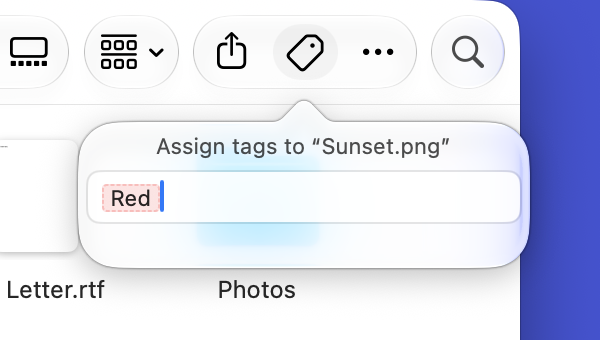 Assign tags to “Sunset.png”
Red
Letter.rtf
Photos